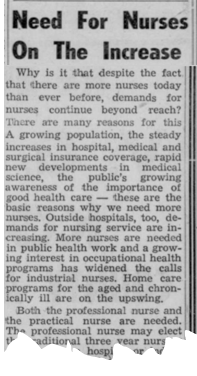 Need For Nurses
On The Increase
Why is it that despite the fact
that there are more nurses today
than ever before, demands for
nurses continue beyond reach?
There are many reasons for this
A growing population, the steady
increases in hospital, medical and
surgical insurance coverage, rapid
new developments in medical
science, the public's growing
awareness of the importance of
good health care — these are the
basic reasons why we need more
nurses. Outside hospitals, too, de-
mands for nursing service are in-
creasing. More nurses are needed
in public health work and a grow-
ing interest in occupational health
programs has widened the calls
for industrial nurses. Home care
programs for the aged and chron-
ically ill are on the upswing.
Both the professional nurse and
the practical nurse are needed.
The professional nurse may elect
three year